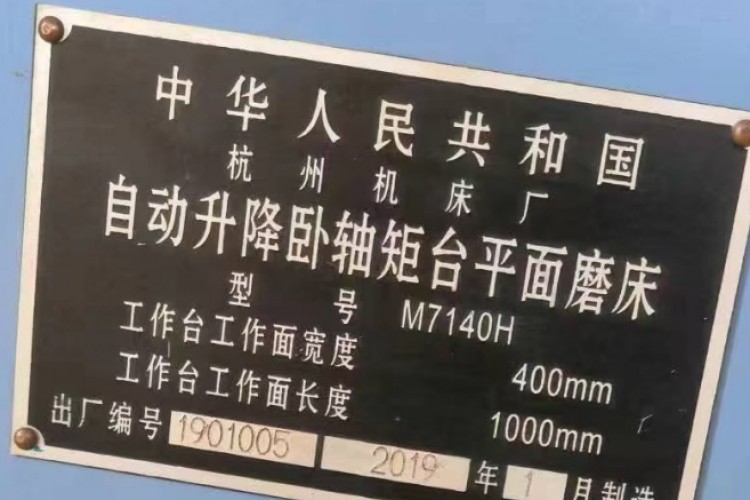 中华人民共和国
杭州机床厂
自动升降卧轴矩台平面磨床
型号 M7140H
工作台工作面宽度 400mm
工作台工作面长度 1000mm
出厂编号 1901005 2019 年 1 月制造